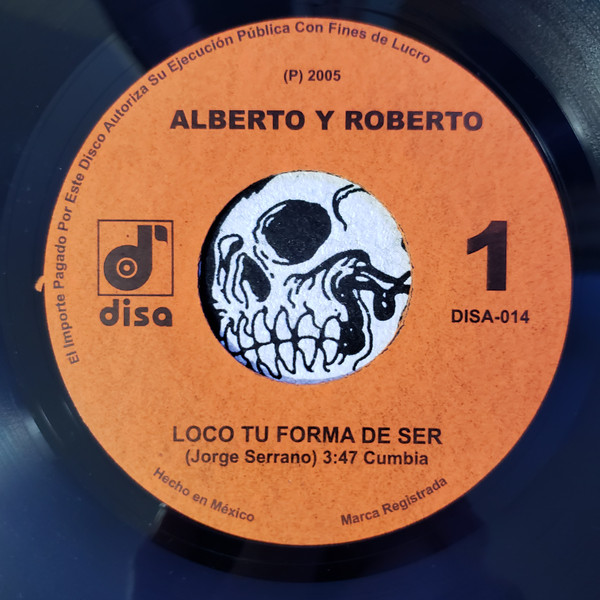 El Importe Pagado Por Este Disco Autoriza Su Ejecución Pública Con Fines de Lucro
(P) 2005
ALBERTO Y ROBERTO
d
disa
1
DISA-014
LOCO TU FORMA DE SER
(Jorge Serrano) 3:47 Cumbia
Hecho en México
Marca Registrada